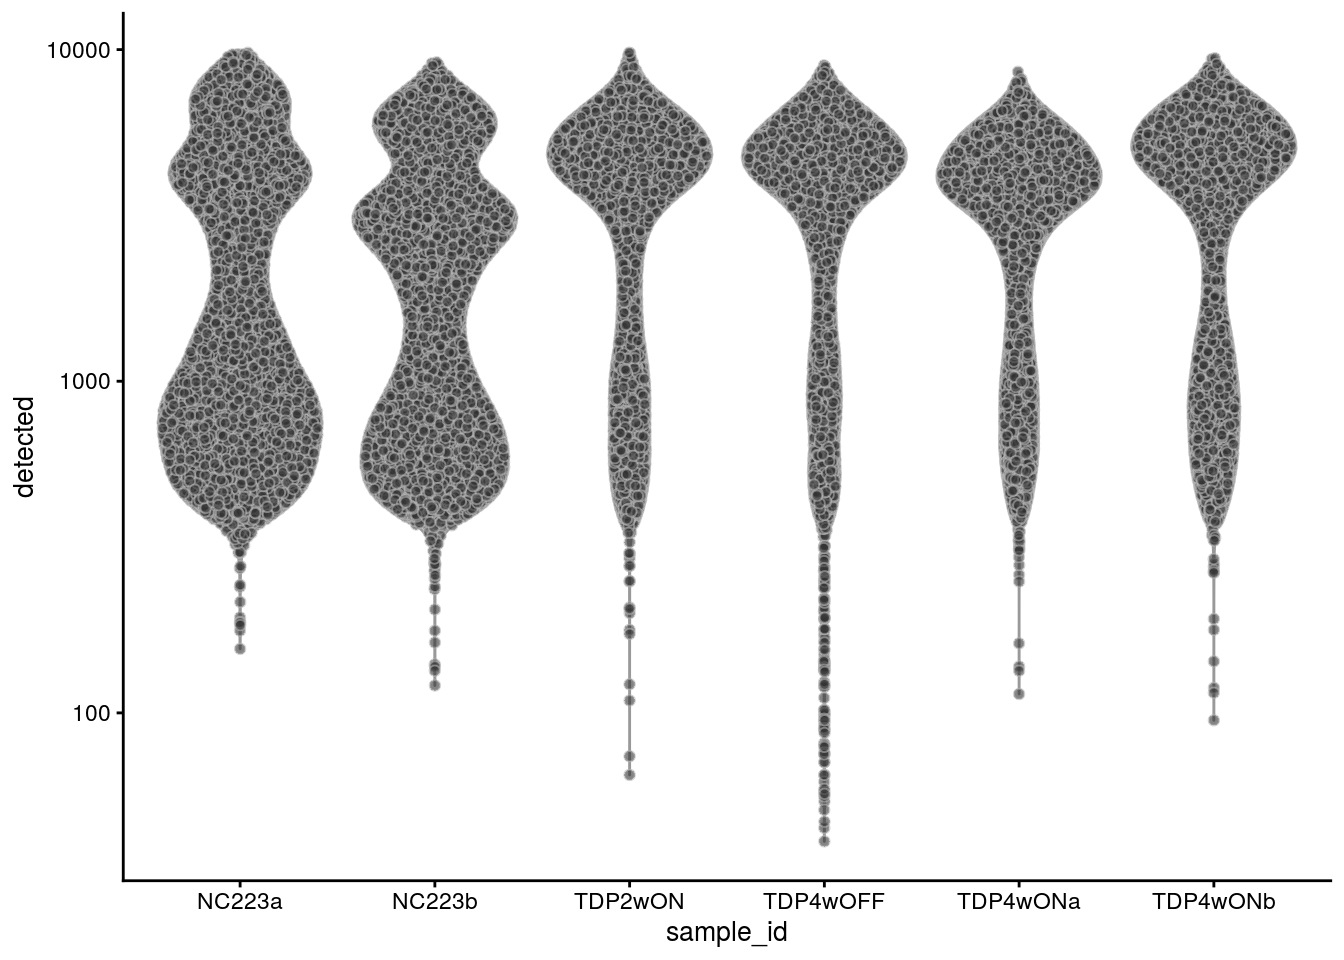 10000
1000
100
detected
NC223a NC223b TDP2wON TDP4wOFF TDP4wONa TDP4wONb
sample_id